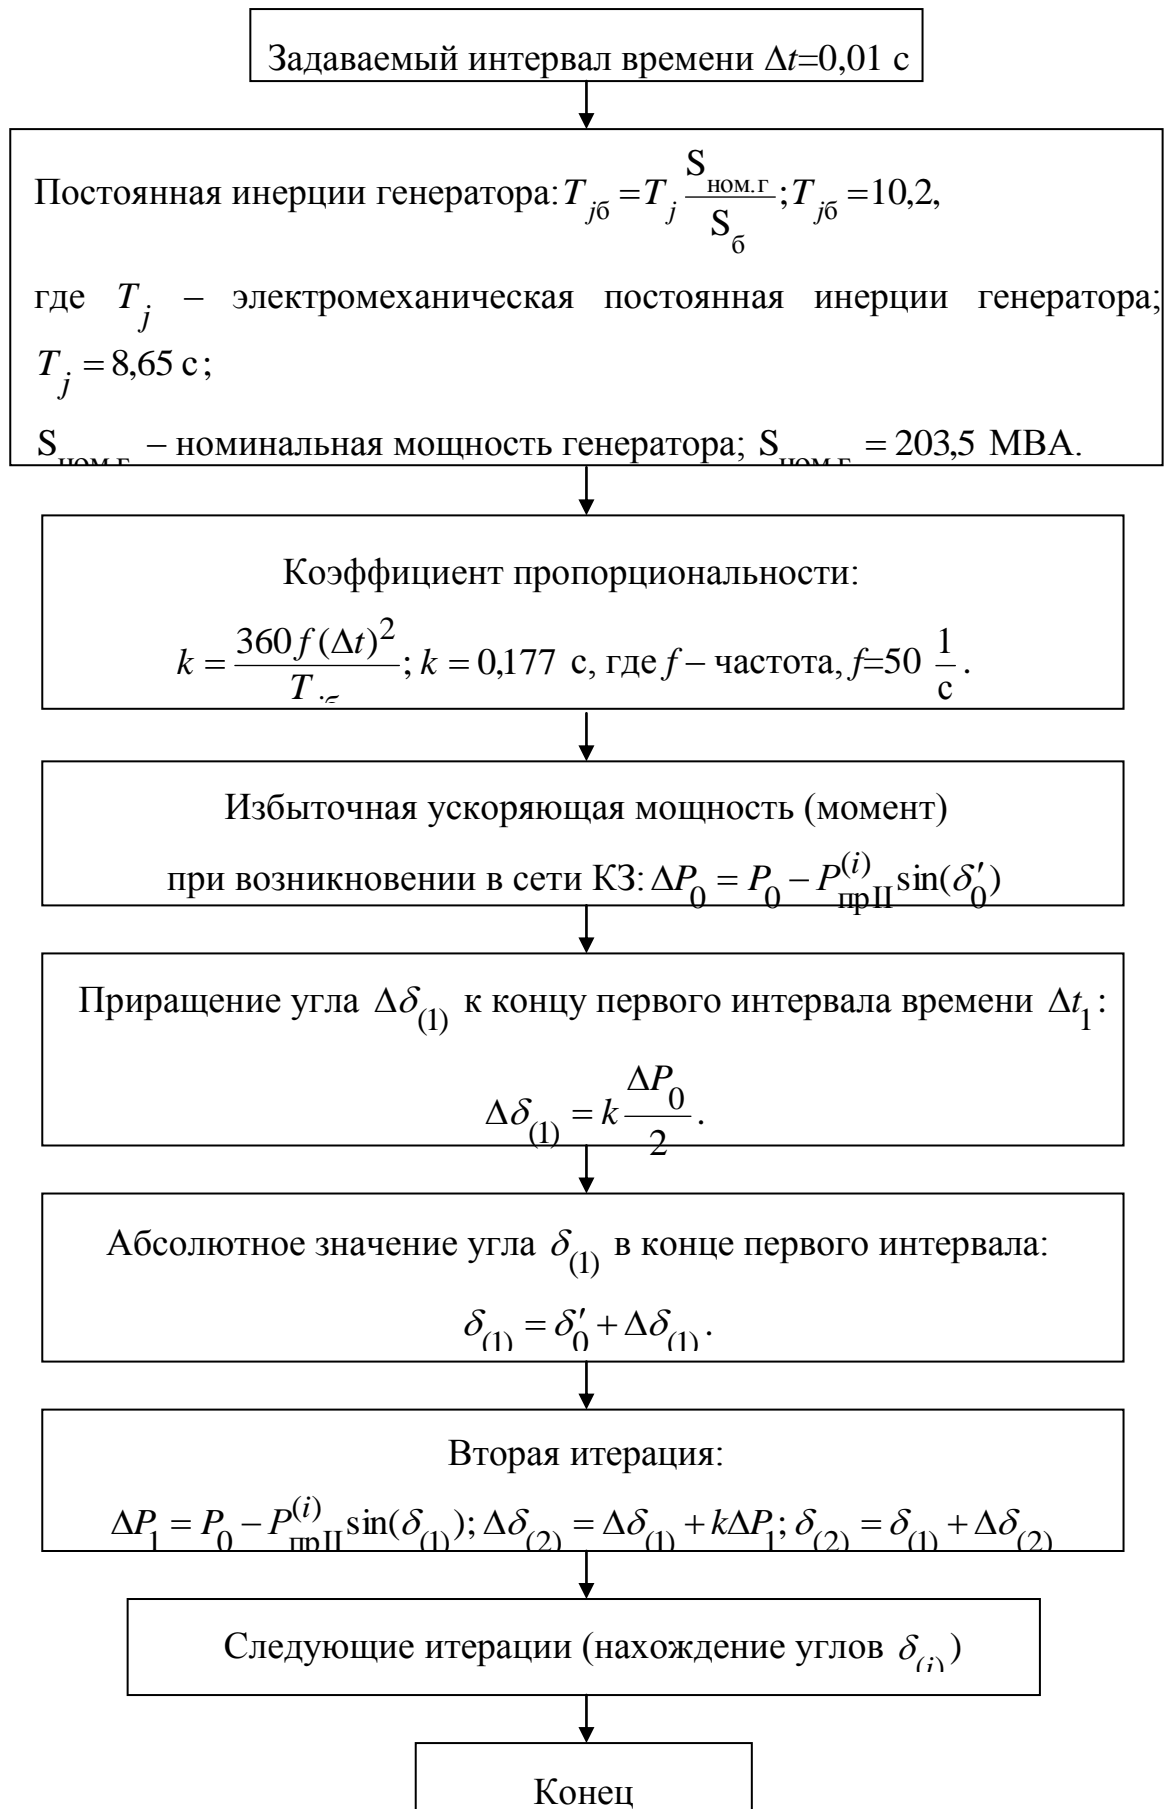 Задаваемый интервал времени Δt=0,01 с
Постоянная инерции генератора: T_jб = T_j S_ном.г / S_б ; T_jб = 10,2,
где T_j – электромеханическая постоянная инерции генератора;
T_j = 8,65 с;
S_ном.г – номинальная мощность генератора; S_ном.г = 203,5 МВА.
Коэффициент пропорциональности:
k = 360 f (Δt)² / T_jб ; k = 0,177 с, где f – частота, f=50 1/с .
Избыточная ускоряющая мощность (момент)
при возникновении в сети КЗ: ΔP_0 = P_0 – P_прII^(i) sin(δ′_0)
Приращение угла Δδ_(1) к концу первого интервала времени Δt_1 :
Δδ_(1) = k ΔP_0 / 2 .
Абсолютное значение угла δ_(1) в конце первого интервала:
δ_(1) = δ′_0 + Δδ_(1) .
Вторая итерация:
ΔP_1 = P_0 – P_прII^(i) sin(δ_(1)); Δδ_(2) = Δδ_(1) + kΔP_1; δ_(2) = δ_(1) + Δδ_(2)
Следующие итерации (нахождение углов δ_(i) )
Конец